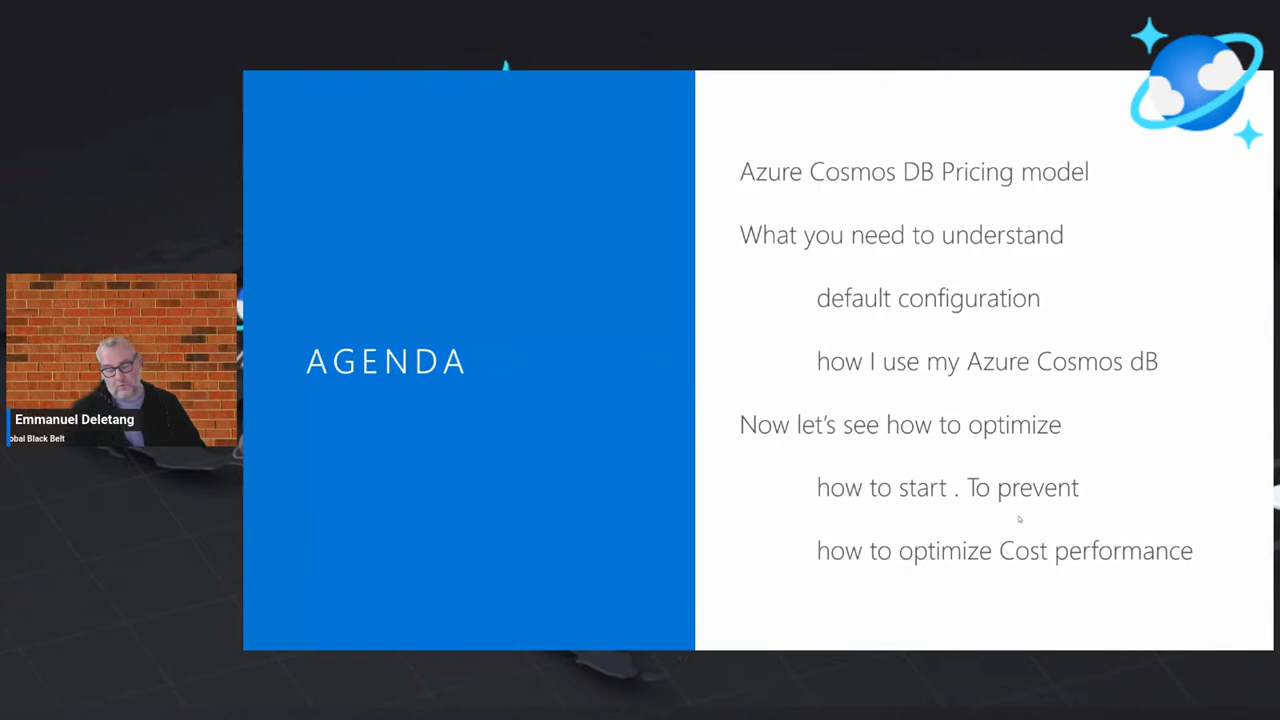 AGENDA
Azure Cosmos DB Pricing model
What you need to understand
default configuration
how I use my Azure Cosmos dB
Now let's see how to optimize
how to start . To prevent
how to optimize Cost performance
Emmanuel Deletang
obal Black Belt